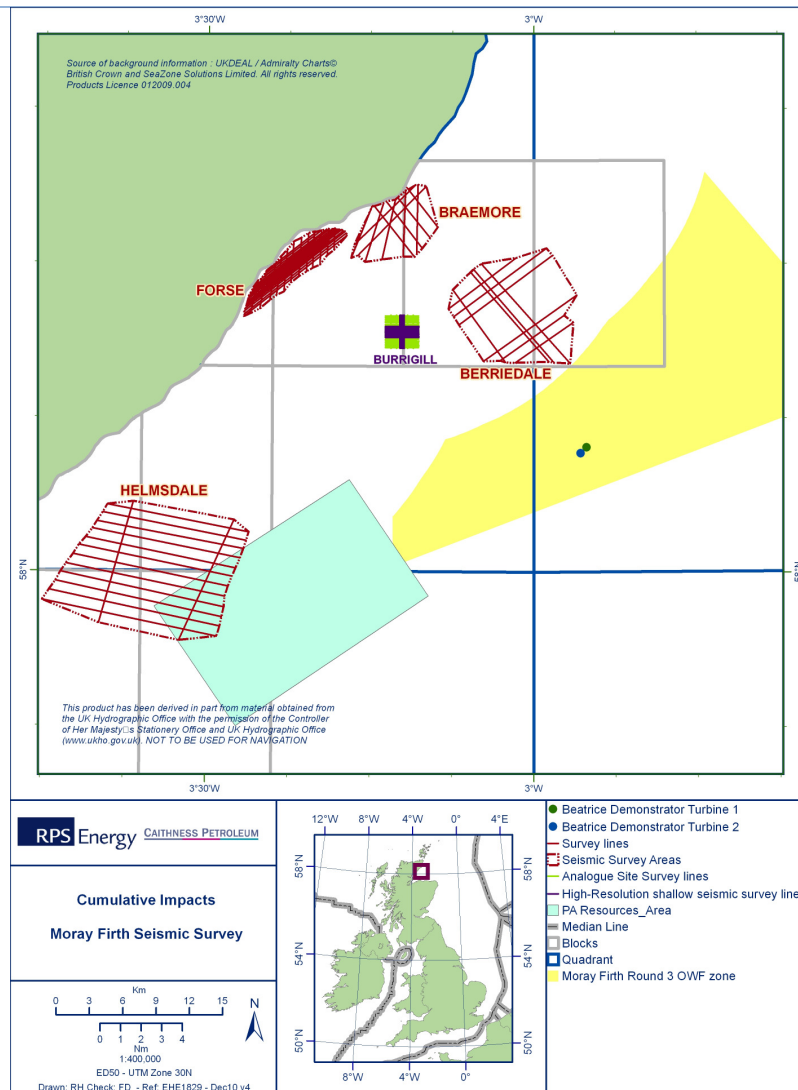 3°30'W
3°W
Source of background information : UKDEAL / Admiralty Charts©
British Crown and SeaZone Solutions Limited. All rights reserved.
Products Licence 012009.004
BRAEMORE
FORSE
BURRIGILL
BERRIEDALE
HELMSDALE
58°N
58°N
This product has been derived in part from material obtained from
the UK Hydrographic Office with the permission of the Controller
of Her Majesty□s Stationery Office and UK Hydrographic Office
(www.ukho.gov.uk). NOT TO BE USED FOR NAVIGATION
3°30'W
3°W
RPS Energy
CAITHNESS PETROLEUM
Cumulative Impacts
Moray Firth Seismic Survey
Km
0 3 6 9 12 15
N
0 1 2 3 4
Nm
1:400,000
ED50 - UTM Zone 30N
Drawn: RH Check: FD - Ref: EHE1829 - Dec10 v4
12°W 8°W 4°W 0° 4°E
58°N
58°N
54°N
54°N
50°N
50°N
8°W 4°W 0°
Beatrice Demonstrator Turbine 1
Beatrice Demonstrator Turbine 2
Survey lines
Seismic Survey Areas
Analogue Site Survey lines
High-Resolution shallow seismic survey line
PA Resources_Area
Median Line
Blocks
Quadrant
Moray Firth Round 3 OWF zone